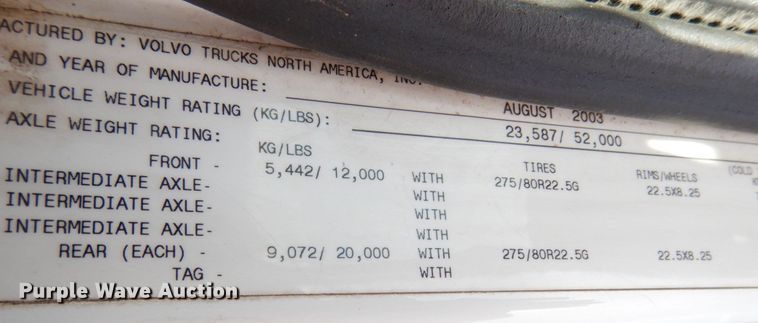 ACTURED BY: VOLVO TRUCKS NORTH AMERICA, INC.
AND YEAR OF MANUFACTURE: AUGUST 2003
VEHICLE WEIGHT RATING (KG/LBS): 23,587/ 52,000
AXLE WEIGHT RATING: KG/LBS TIRES RIMS/WHEELS (COLD
FRONT - 5,442/ 12,000 WITH 275/80R22.5G 22.5X8.25
INTERMEDIATE AXLE- WITH
INTERMEDIATE AXLE- WITH
INTERMEDIATE AXLE- WITH
REAR (EACH) - 9,072/ 20,000 WITH 275/80R22.5G 22.5X8.25
TAG - WITH
Purple Wave Auction